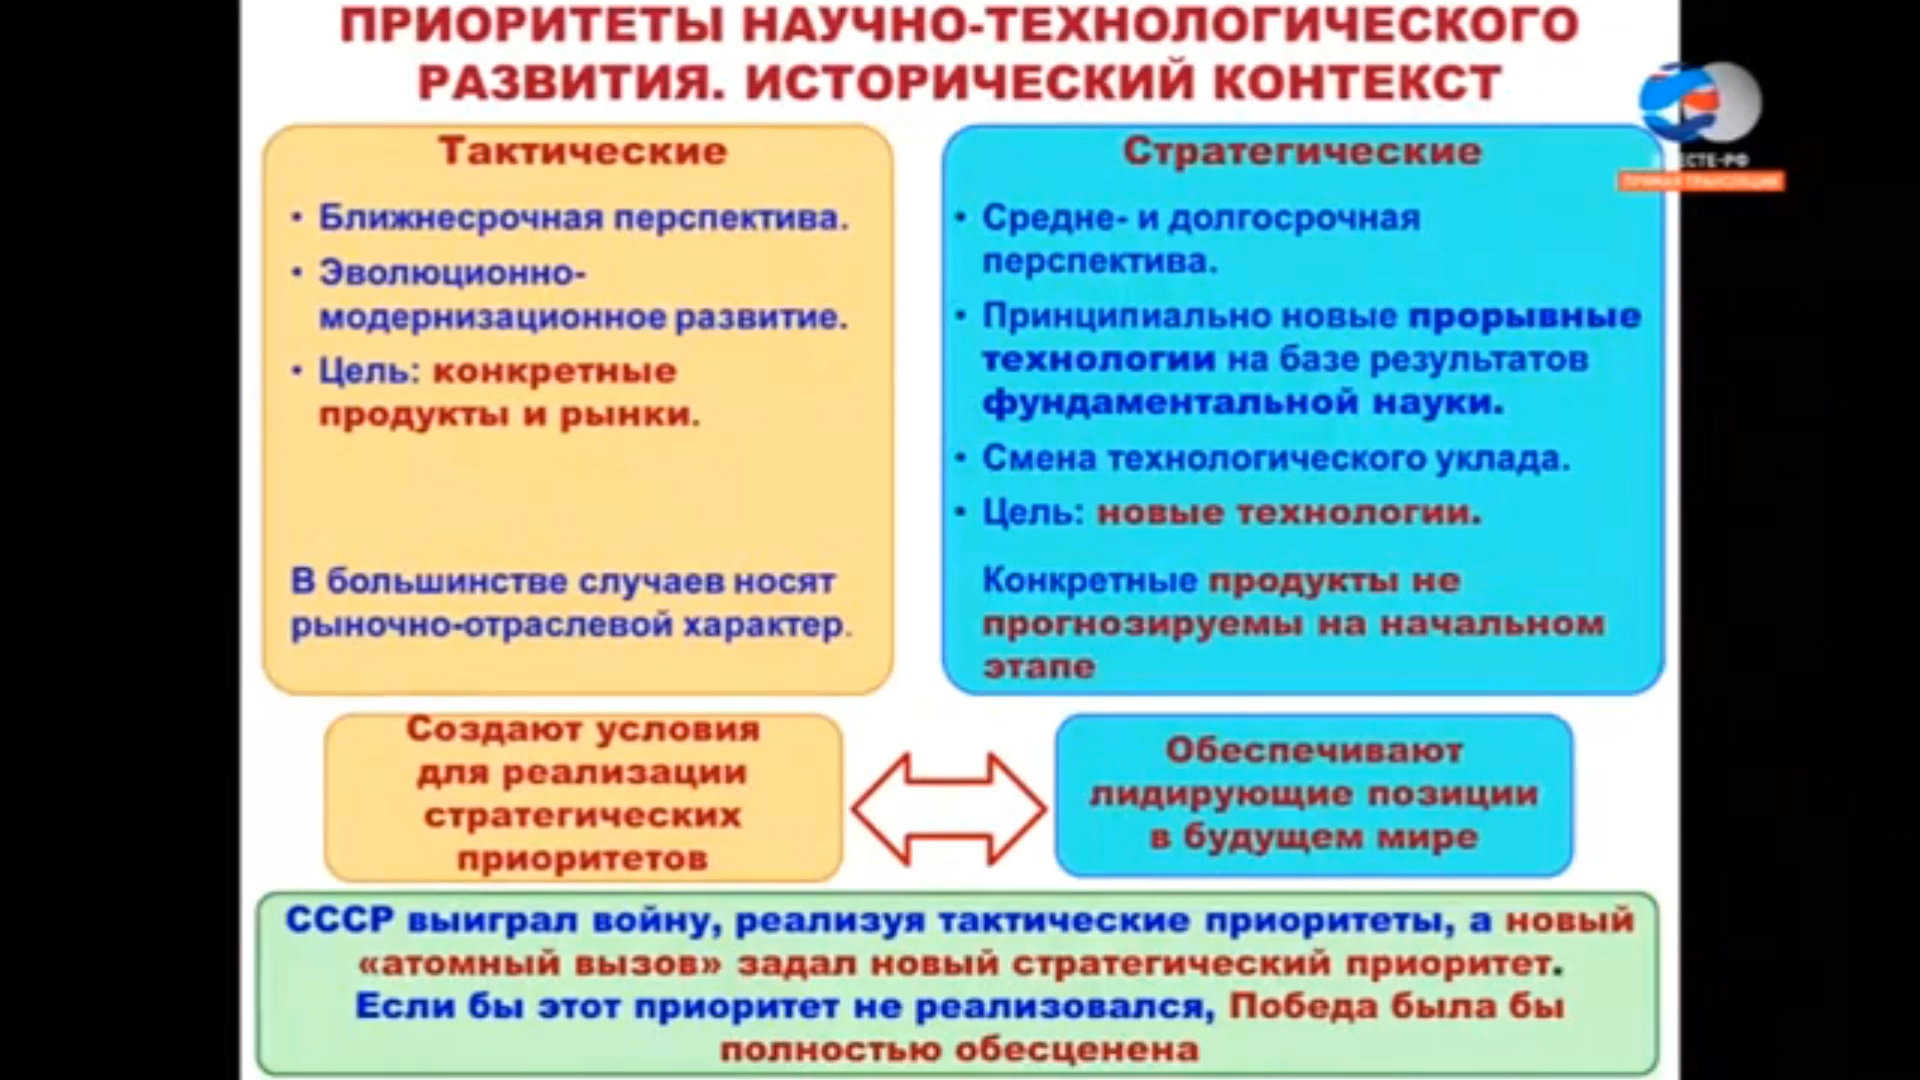 ПРИОРИТЕТЫ НАУЧНО-ТЕХНОЛОГИЧЕСКОГО
РАЗВИТИЯ. ИСТОРИЧЕСКИЙ КОНТЕКСТ
Тактические
• Ближнесрочная перспектива.
• Эволюционно-
модернизационное развитие.
• Цель: конкретные
продукты и рынки.
В большинстве случаев носят
рыночно-отраслевой характер.
Стратегические
• Средне- и долгосрочная
перспектива.
• Принципиально новые прорывные
технологии на базе результатов
фундаментальной науки.
• Смена технологического уклада.
• Цель: новые технологии.
Конкретные продукты не
прогнозируемы на начальном
этапе
Создают условия
для реализации
стратегических
приоритетов
Обеспечивают
лидирующие позиции
в будущем мире
СССР выиграл войну, реализуя тактические приоритеты, а новый
«атомный вызов» задал новый стратегический приоритет.
Если бы этот приоритет не реализовался, Победа была бы
полностью обесценена